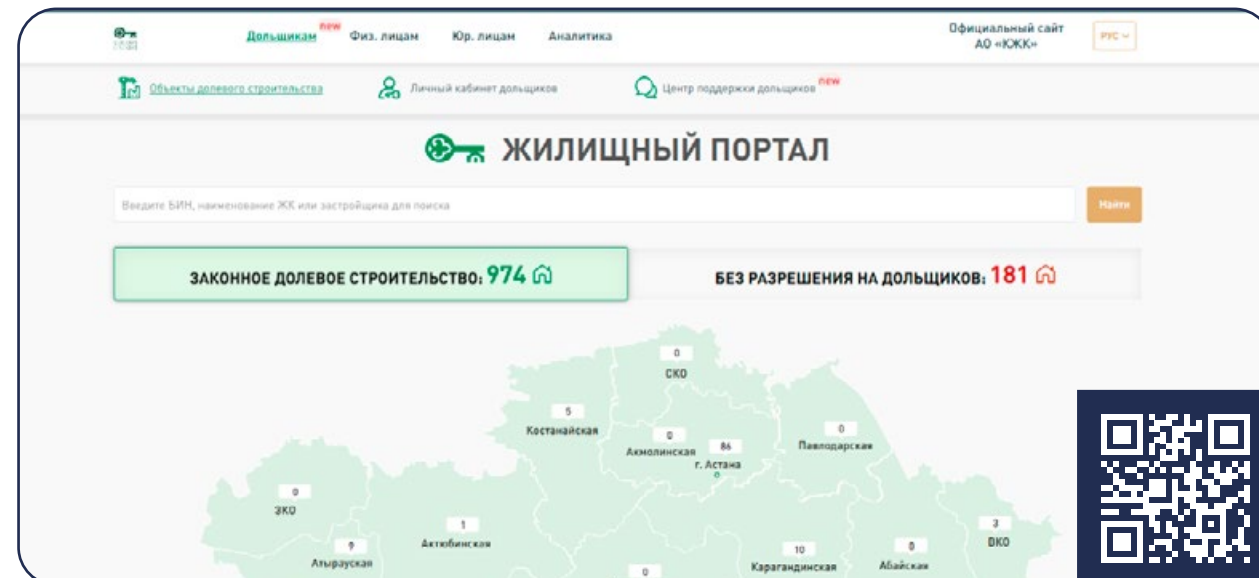 Дольщикам new Физ. лицам Юр. лицам Аналитика
Официальный сайт
АО «КЖК»
РУС
Объекты долевого строительства Личный кабинет дольщиков Центр поддержки дольщиков new
ЖИЛИЩНЫЙ ПОРТАЛ
Введите БИН, наименование ЖК или застройщика для поиска Найти
ЗАКОННОЕ ДОЛЕВОЕ СТРОИТЕЛЬСТВО: 974 БЕЗ РАЗРЕШЕНИЯ НА ДОЛЬЩИКОВ: 181
0
СКО
5
Костанайская
0
Акмолинская
86
г. Астана
0
Павлодарская
0
ЗКО
1
Актюбинская
9
Атырауская
10
Карагандинская
0
Абайская
3
ВКО
0